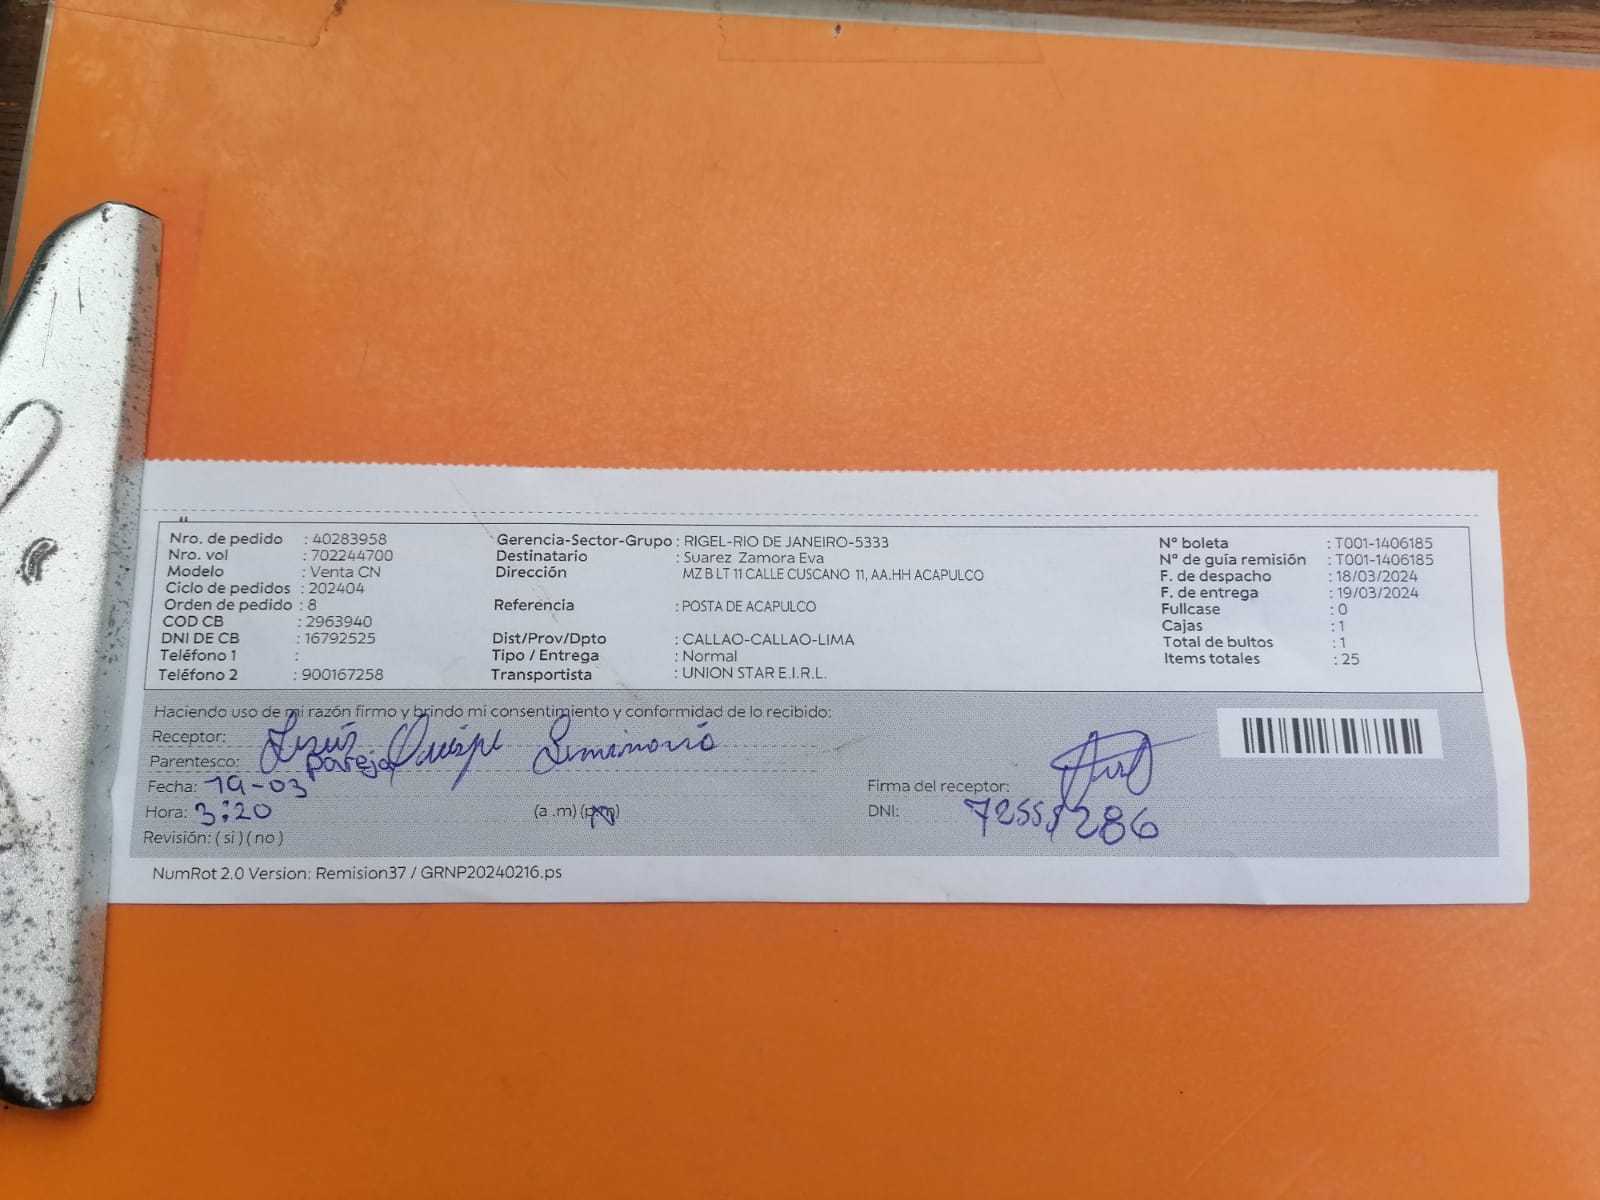 Nro. de pedido : 40283958
Nro. vol : 702244700
Modelo : Venta CN
Ciclo de pedidos : 202404
Orden de pedido : 8
COD CB : 2963940
DNI DE CB : 16792525
Teléfono 1 :
Teléfono 2 : 900167258
Gerencia-Sector-Grupo : RIGEL-RIO DE JANEIRO-5333
Destinatario : Suarez Zamora Eva
Dirección MZ B LT 11 CALLE CUSCANO 11, AA.HH ACAPULCO
Referencia : POSTA DE ACAPULCO
Dist/Prov/Dpto : CALLAO-CALLAO-LIMA
Tipo / Entrega : Normal
Transportista : UNION STAR E.I.R.L.
N° boleta : T001-1406185
N° de guía remisión : T001-1406185
F. de despacho : 18/03/2024
F. de entrega : 19/03/2024
Fullcase : 0
Cajas : 1
Total de bultos : 1
Items totales : 25
Haciendo uso de mi razón firmo y brindo mi consentimiento y conformidad de lo recibido:
Receptor: Quispe
Parentesco: pareja
Fecha: 19-03
Hora: 3:20 (a .m) (p.m)
Revisión: ( si ) ( no )
Firma del receptor:
DNI:
NumRot 2.0 Version: Remision37 / GRNP20240216.ps